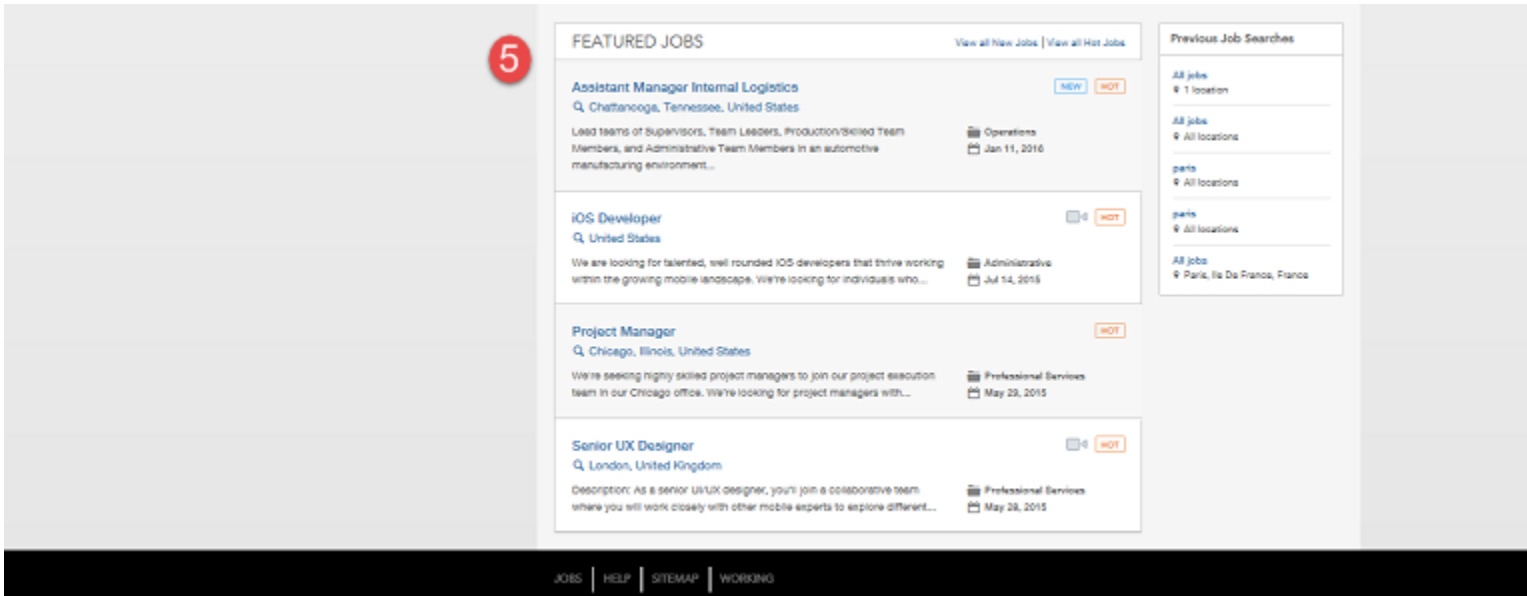 5
FEATURED JOBS
View all New Jobs | View all Hot Jobs
Assistant Manager Internal Logistics
NEW HOT
Chattanooga, Tennessee, United States
Lead teams of Supervisors, Team Leaders, Production/Skilled Team
Members, and Administrative Team Members in an automotive
manufacturing environment...
Operations
Jan 11, 2016
iOS Developer
HOT
United States
We are looking for talented, well rounded iOS developers that thrive working
within the growing mobile landscape. We're looking for individuals who...
Administrative
Jul 14, 2015
Project Manager
HOT
Chicago, Illinois, United States
We're seeking highly skilled project managers to join our project execution
team in our Chicago office. We're looking for project managers with...
Professional Services
May 29, 2015
Senior UX Designer
HOT
London, United Kingdom
Description: As a senior UI/UX designer, you'll join a collaborative team
where you will work closely with other mobile experts to explore different...
Professional Services
May 28, 2015
Previous Job Searches
All jobs
1 location
All jobs
All locations
paris
All locations
paris
All locations
All jobs
Paris, Ile De France, France
JOBS | HELP | SITEMAP | WORKING